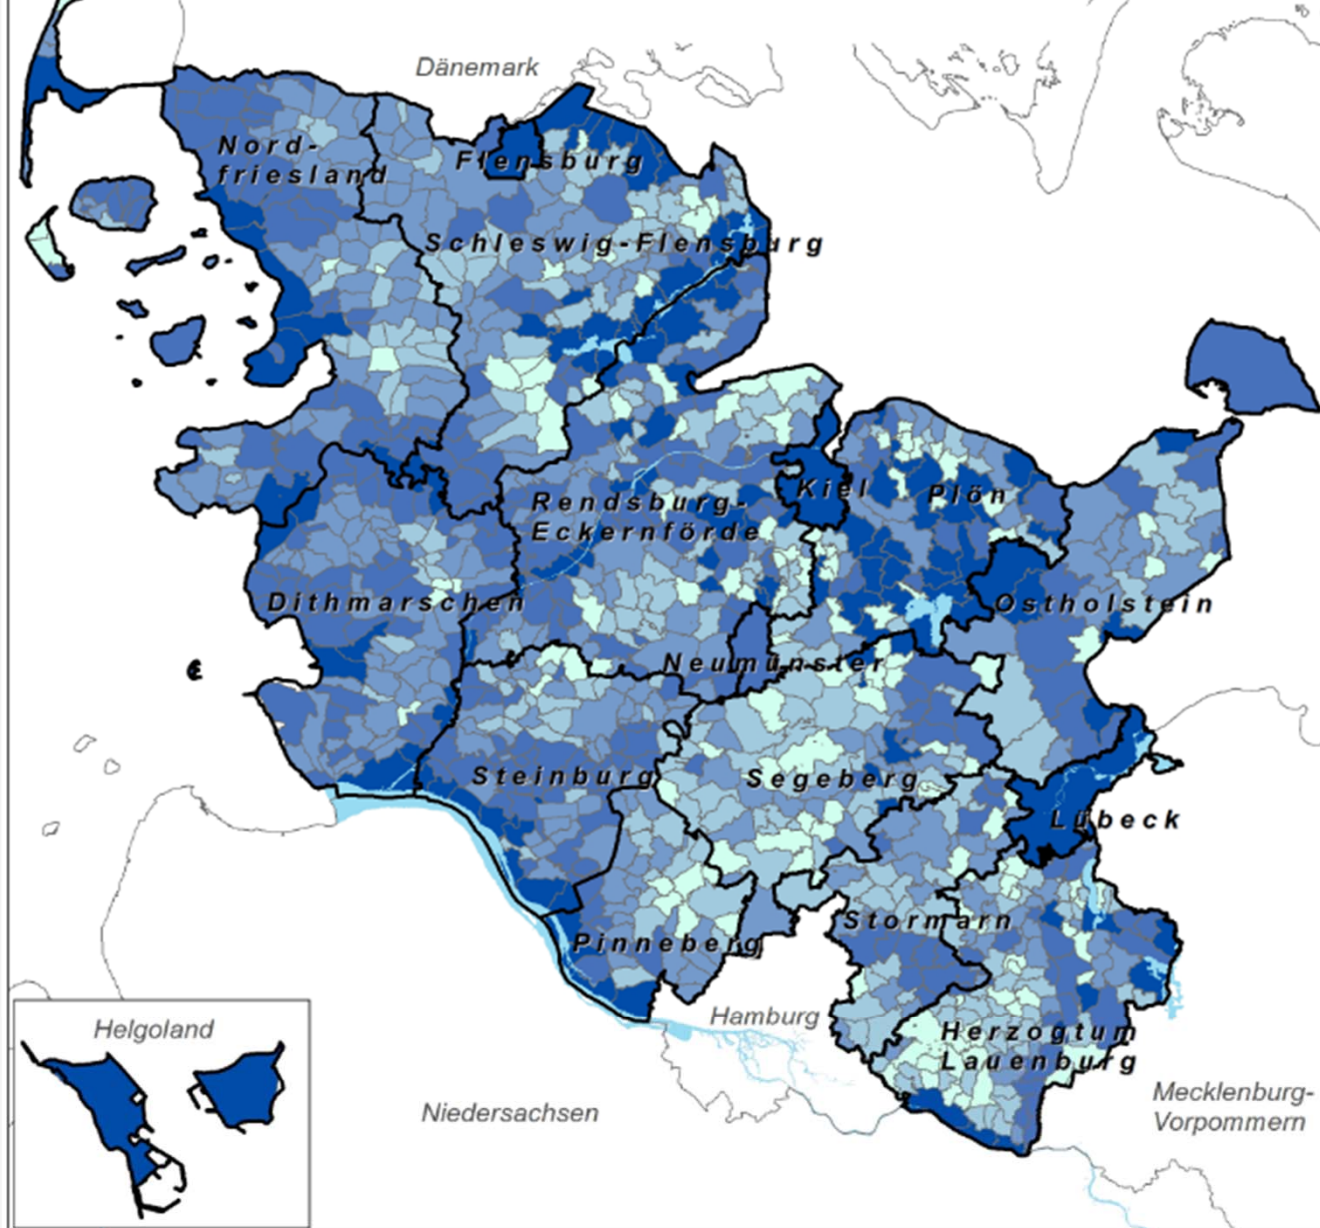 Dänemark
Nord-
friesland
Flensburg
Schleswig-Flensburg
Rendsburg-
Eckernförde
Kiel
Plön
Dithmarschen
Ostholstein
Neumünster
Steinburg
Segeberg
Lübeck
Stormarn
Pinneberg
Hamburg
Helgoland
Herzogtum
Lauenburg
Niedersachsen
Mecklenburg-
Vorpommern